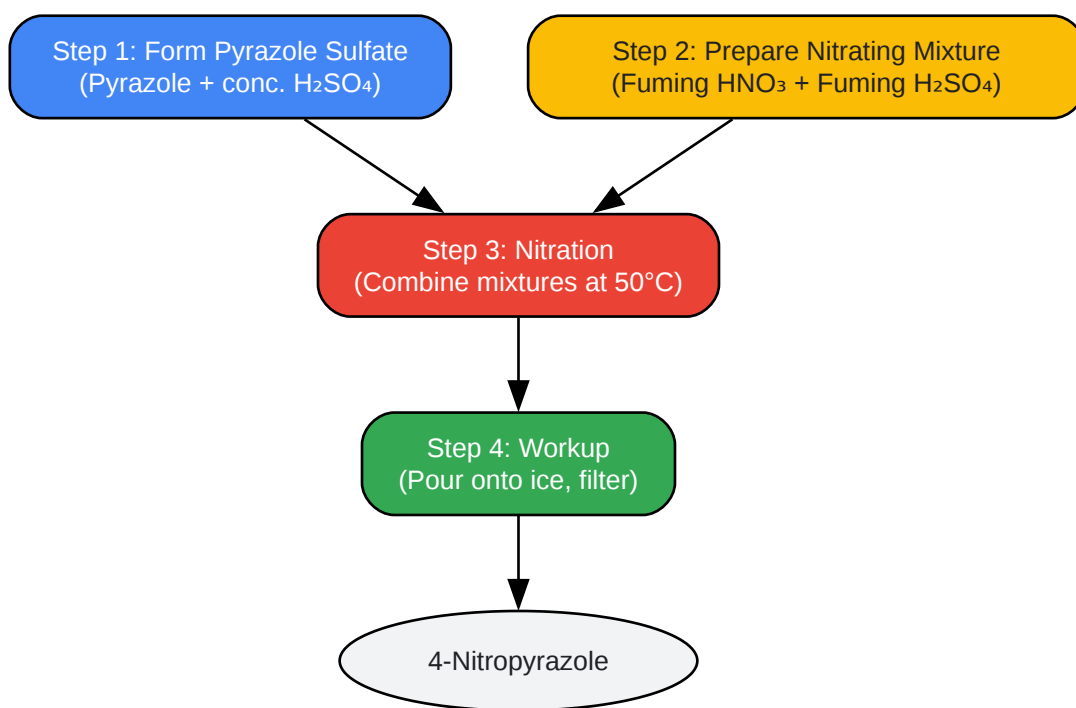 Step 1: Form Pyrazole Sulfate
(Pyrazole + conc. H₂SO₄)
Step 2: Prepare Nitrating Mixture
(Fuming HNO₃ + Fuming H₂SO₄)
Step 3: Nitration
(Combine mixtures at 50°C)
Step 4: Workup
(Pour onto ice, filter)
4-Nitropyrazole